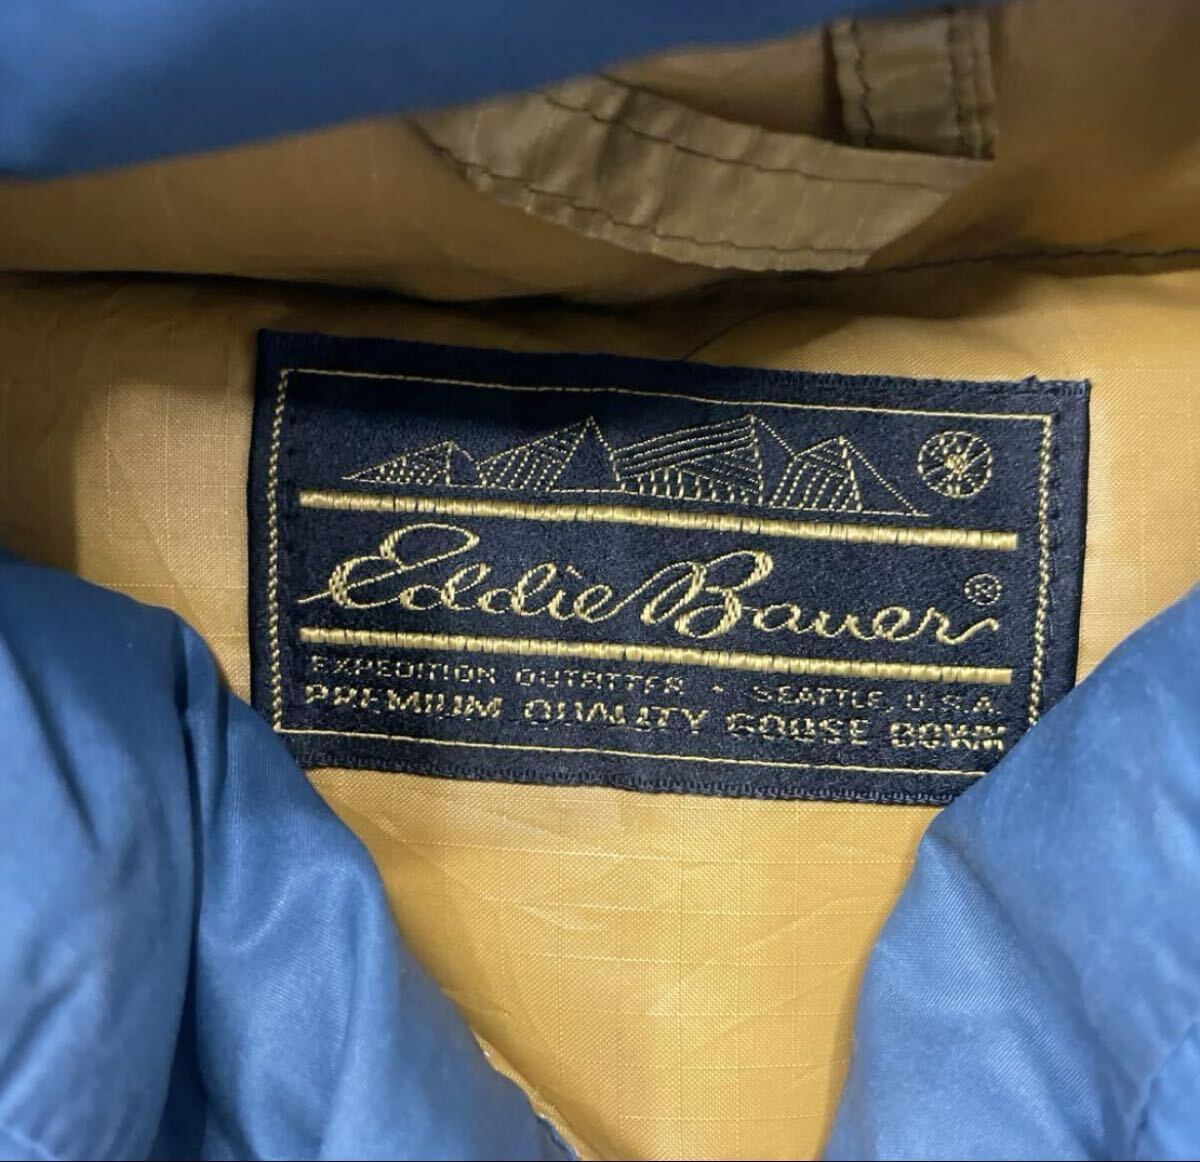 Eddie Bauer ®
EXPEDITION OUTFITTER • SEATTLE, U.S.A.
PREMIUM QUALITY GOOSE DOWN